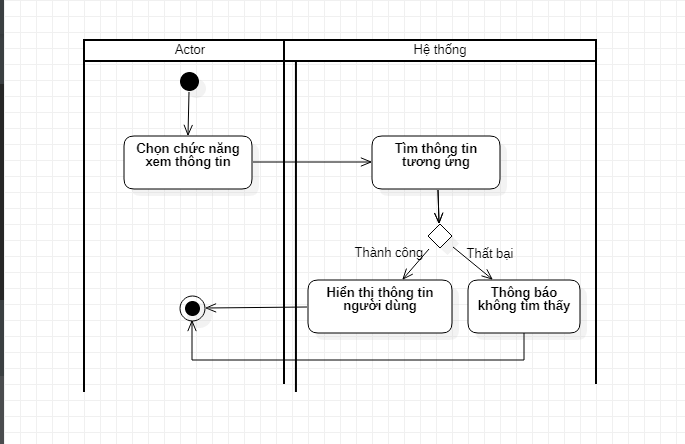 Actor
Hệ thống
Chọn chức năng
xem thông tin
Tìm thông tin
tương ứng
Thành công
Thất bại
Hiển thị thông tin
người dùng
Thông báo
không tìm thấy